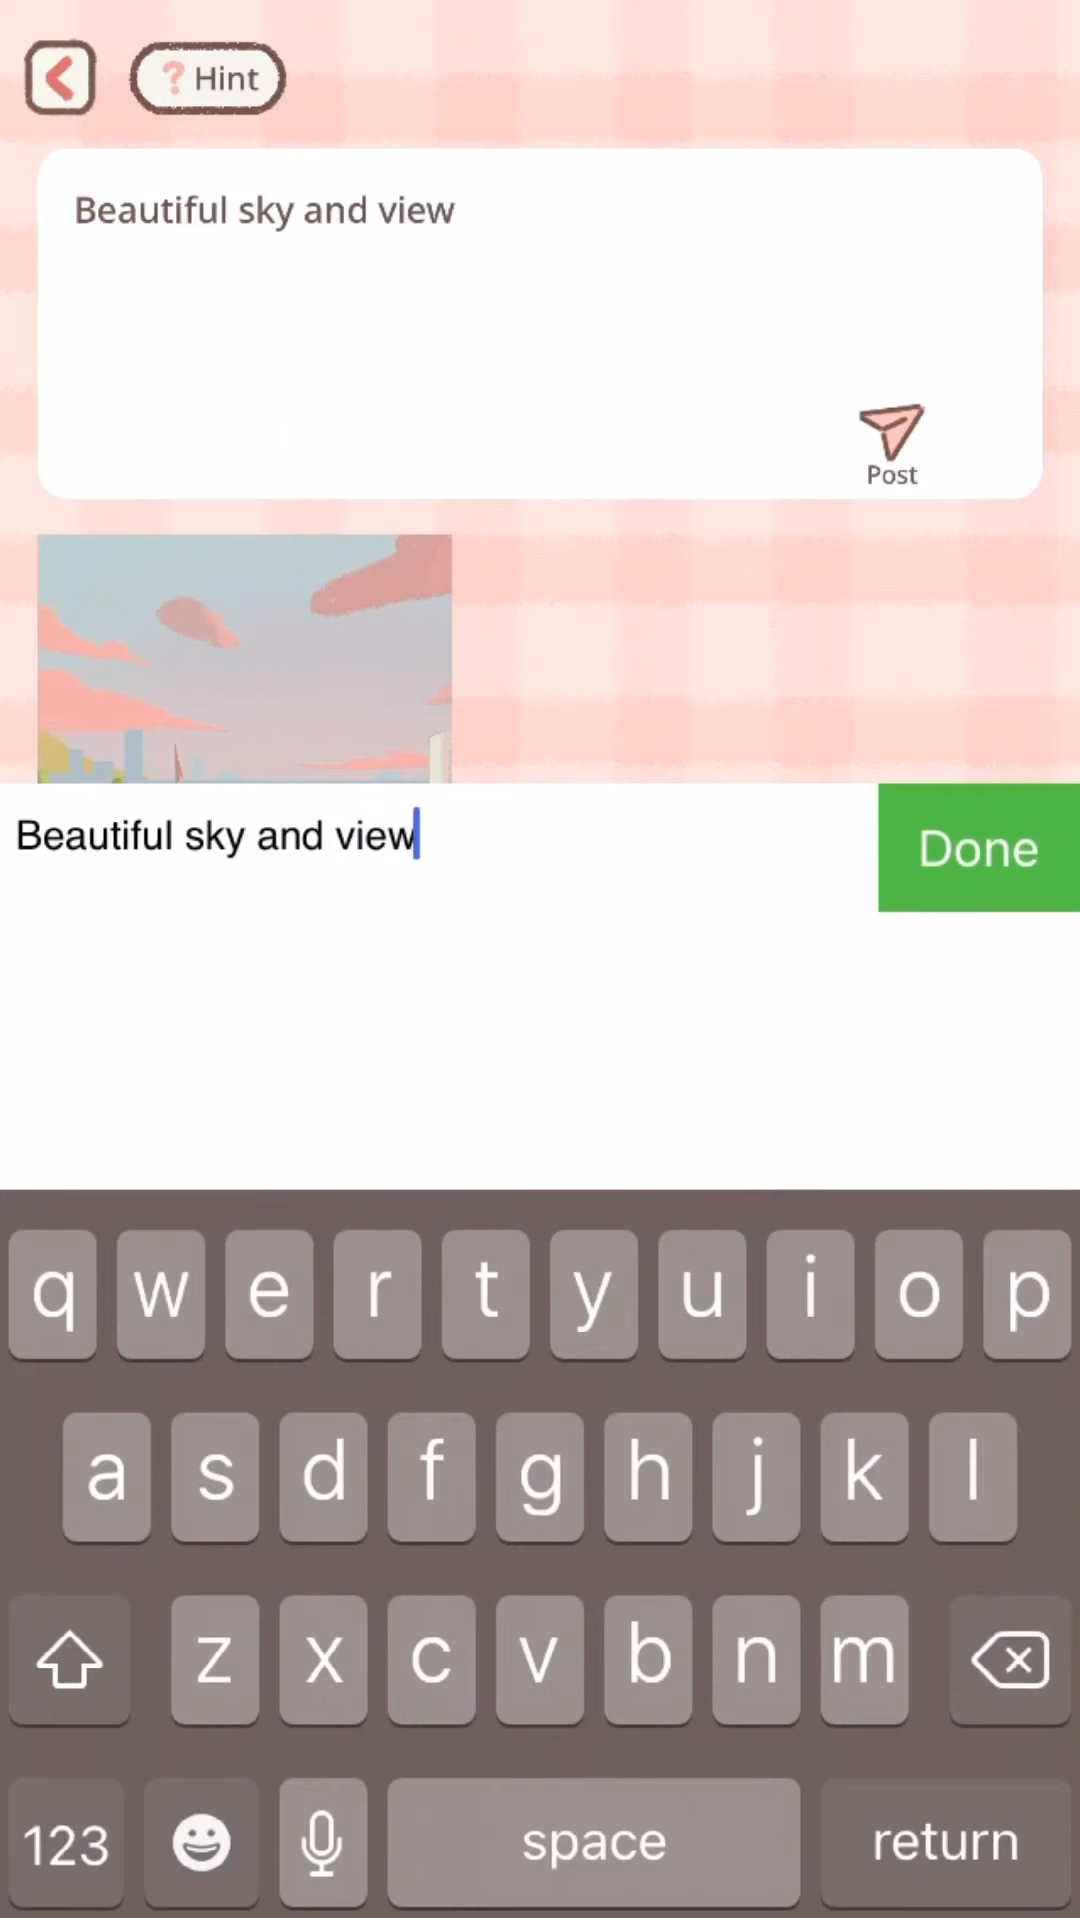 ? Hint
Beautiful sky and view
Post
Beautiful sky and view
Done
q w e r t y u i o p
a s d f g h j k l
z x c v b n m
123 space return